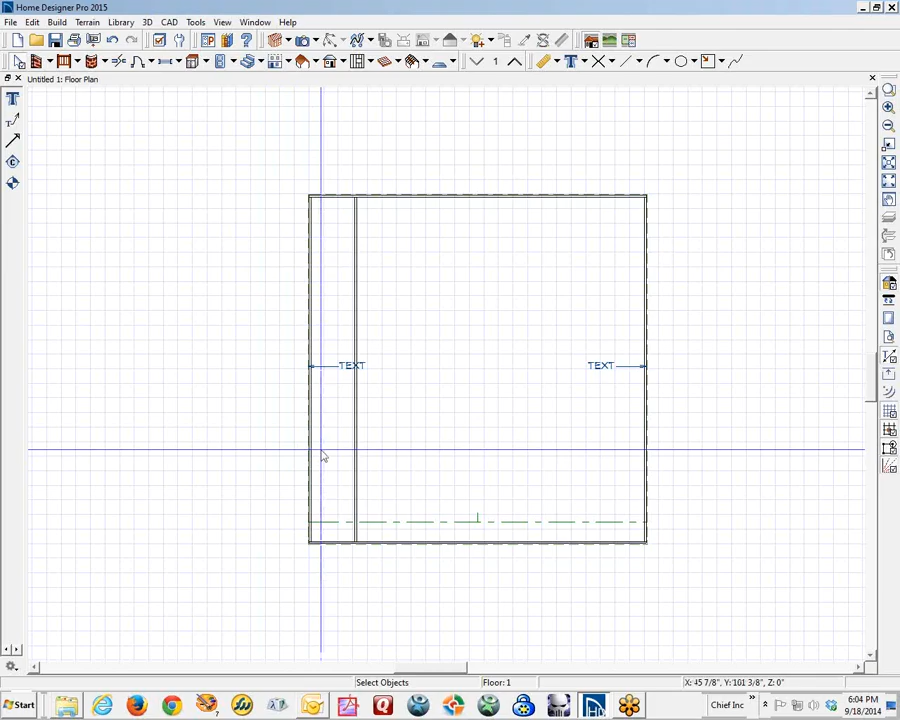 Home Designer Pro 2015
File Edit Build Terrain Library 3D CAD Tools View Window Help
1
Untitled 1: Floor Plan
TEXT TEXT
Select Objects Floor: 1 X: 45 7/8", Y:101 3/8", Z: 0"
Start Chief Inc 6:04 PM
9/18/2014